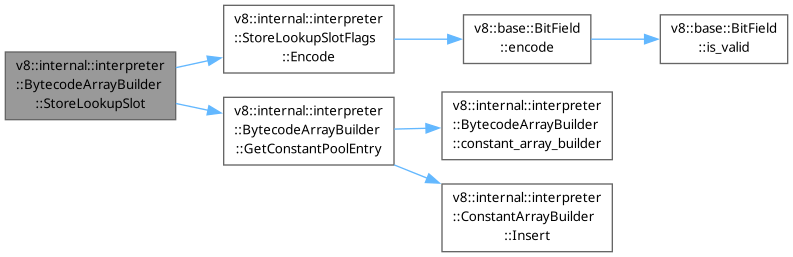 v8::internal::interpreter
::BytecodeArrayBuilder
::StoreLookupSlot
v8::internal::interpreter
::StoreLookupSlotFlags
::Encode
v8::base::BitField
::encode
v8::base::BitField
::is_valid
v8::internal::interpreter
::BytecodeArrayBuilder
::GetConstantPoolEntry
v8::internal::interpreter
::BytecodeArrayBuilder
::constant_array_builder
v8::internal::interpreter
::ConstantArrayBuilder
::Insert